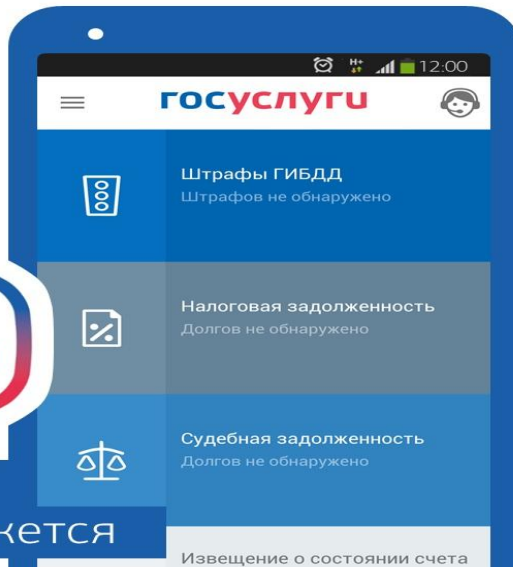 H+ 12:00
госуслуги
Штрафы ГИБДД
Штрафов не обнаружено
Налоговая задолженность
Долгов не обнаружено
Судебная задолженность
Долгов не обнаружено
Извещение о состоянии счета